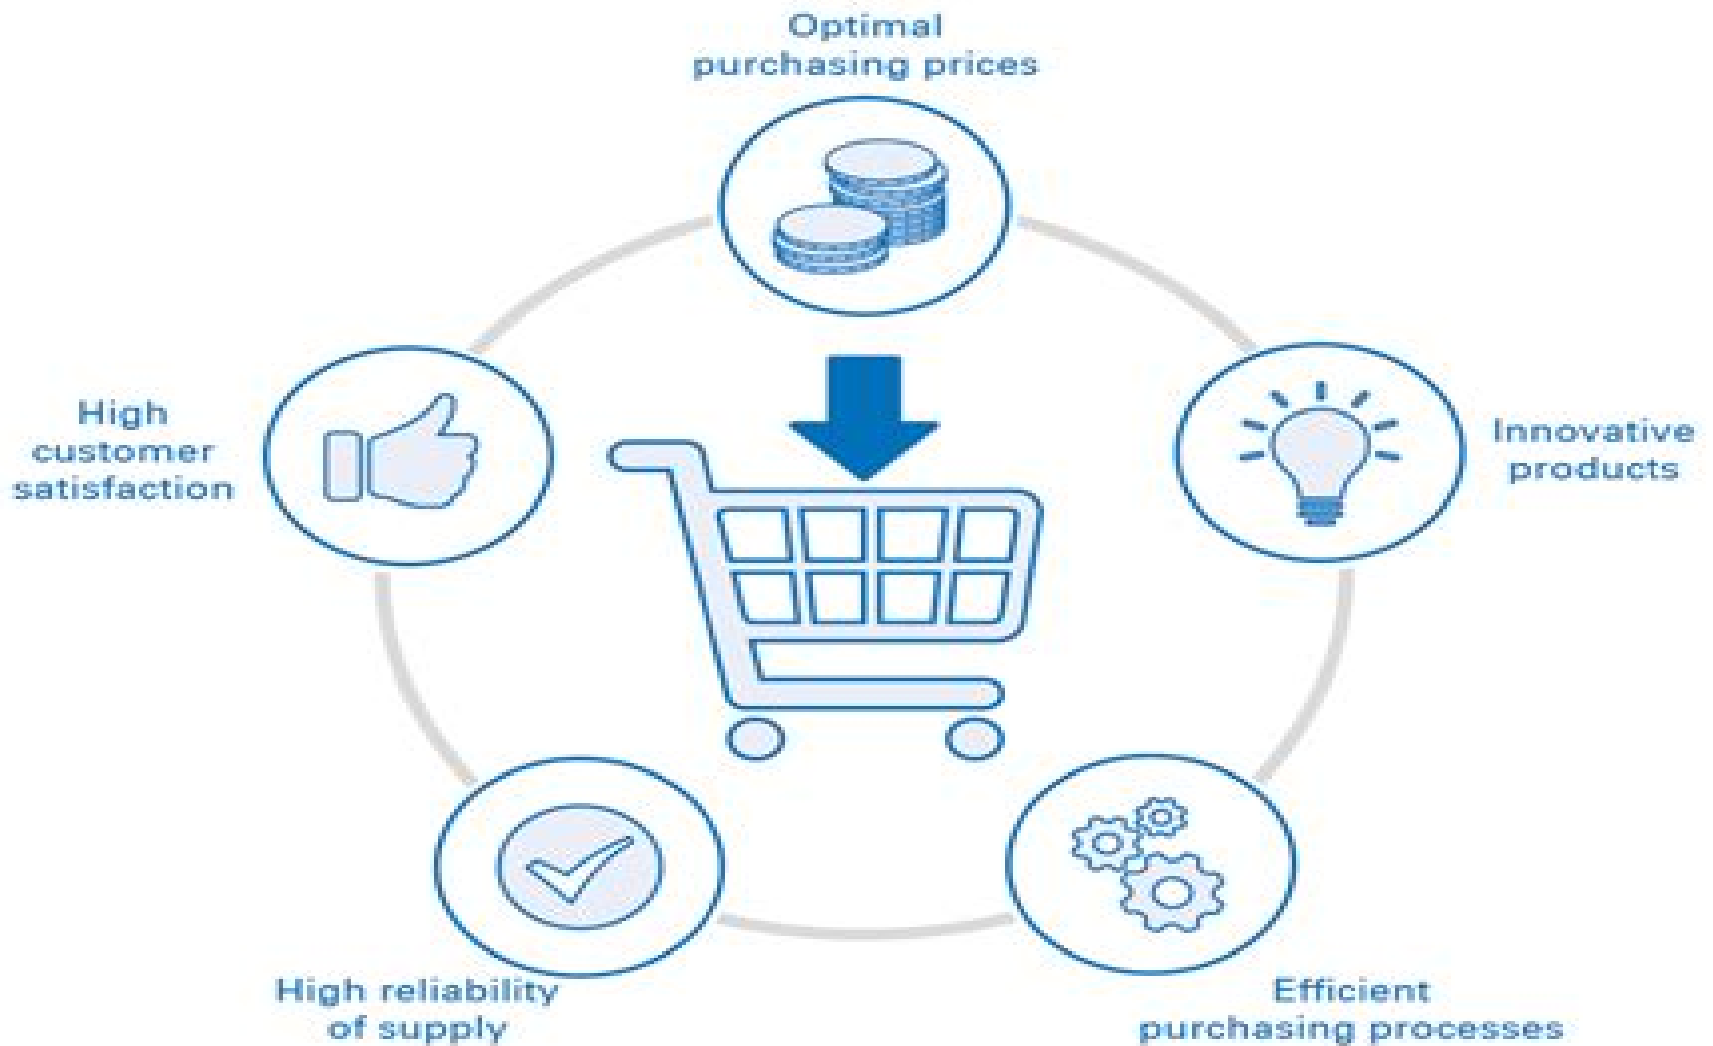 Optimal
purchasing prices
High
customer
satisfaction
Innovative
products
High reliability
of supply
Efficient
purchasing processes